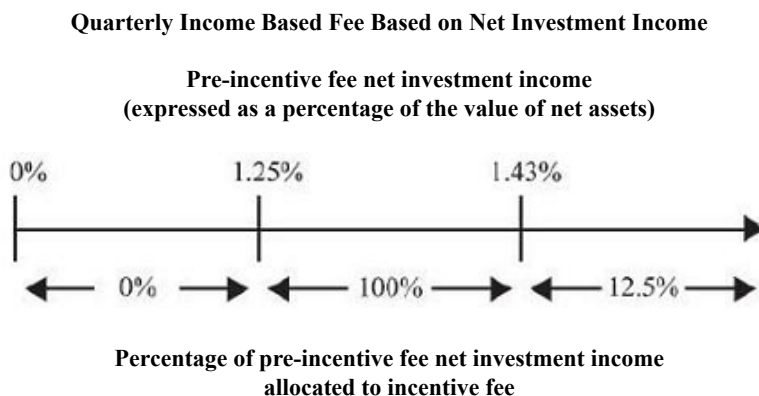 Quarterly Income Based Fee Based on Net Investment Income
Pre-incentive fee net investment income
(expressed as a percentage of the value of net assets)
0% 1.25% 1.43%
0% 100% 12.5%
Percentage of pre-incentive fee net investment income
allocated to incentive fee